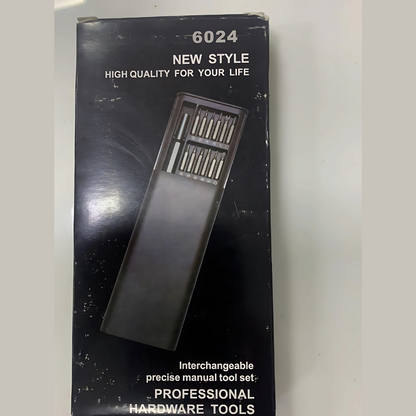 6024
NEW STYLE
HIGH QUALITY FOR YOUR LIFE
Interchangeable
precise manual tool set
PROFESSIONAL
HARDWARE TOOLS